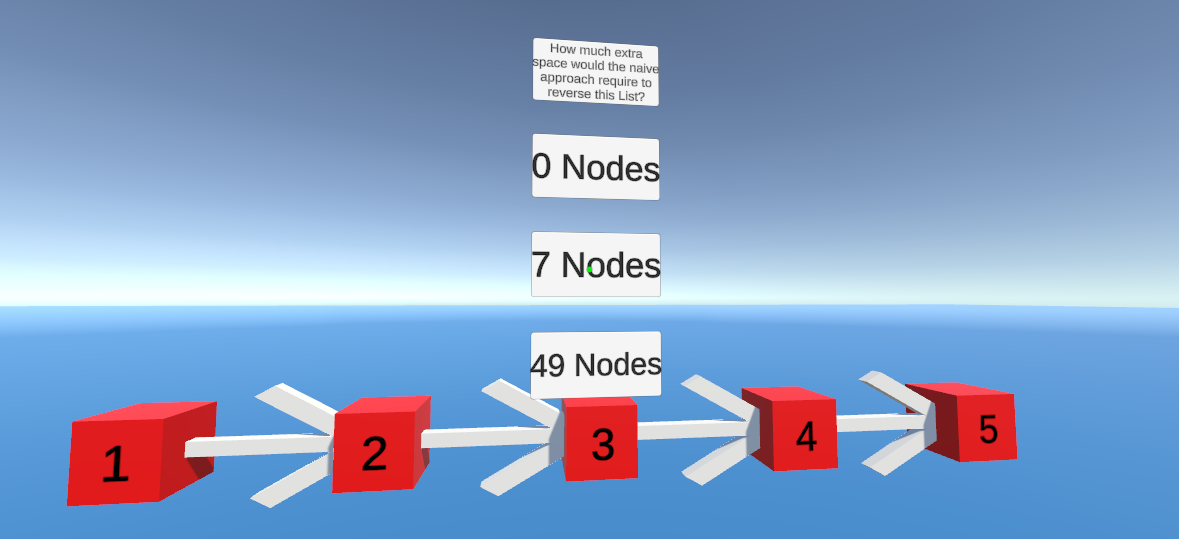 How much extra
space would the naive
approach require to
reverse this List?
0 Nodes
7 Nodes
49 Nodes
1 2 3 4 5